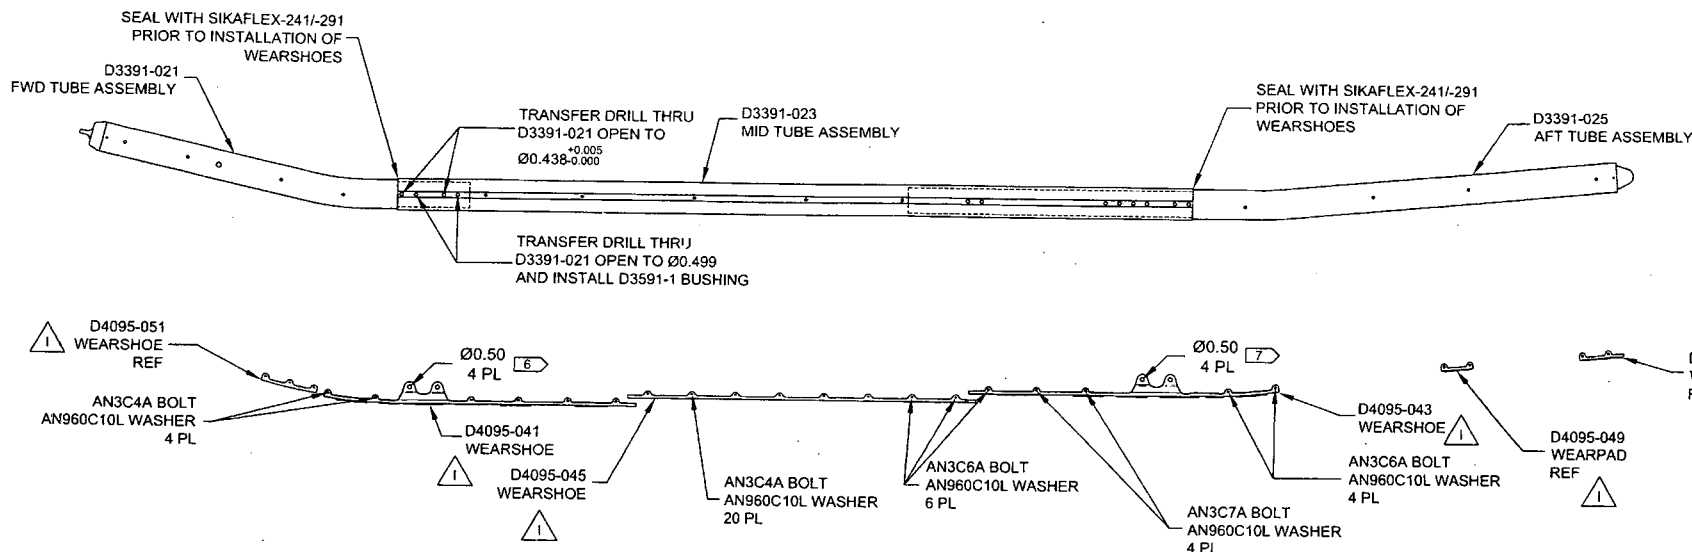 SEAL WITH SIKAFLEX-241/-291
PRIOR TO INSTALLATION OF
WEARSHOES
D3391-021
FWD TUBE ASSEMBLY
TRANSFER DRILL THRU
D3391-021 OPEN TO
Ø0.438+0.005-0.000
D3391-023
MID TUBE ASSEMBLY
SEAL WITH SIKAFLEX-241/-291
PRIOR TO INSTALLATION OF
WEARSHOES
D3391-025
AFT TUBE ASSEMBLY
TRANSFER DRILL THRU
D3391-021 OPEN TO Ø0.499
AND INSTALL D3591-1 BUSHING
1
D4095-051
WEARSHOE
REF
Ø0.50
4 PL
6
Ø0.50
4 PL
7
AN3C4A BOLT
AN960C10L WASHER
4 PL
D4095-041
WEARSHOE
1
D4095-045
WEARSHOE
1
AN3C4A BOLT
AN960C10L WASHER
20 PL
AN3C6A BOLT
AN960C10L WASHER
6 PL
AN3C7A BOLT
AN960C10L WASHER
4 PL
D4095-043
WEARSHOE
1
AN3C6A BOLT
AN960C10L WASHER
4 PL
D4095-049
WEARPAD
REF
1